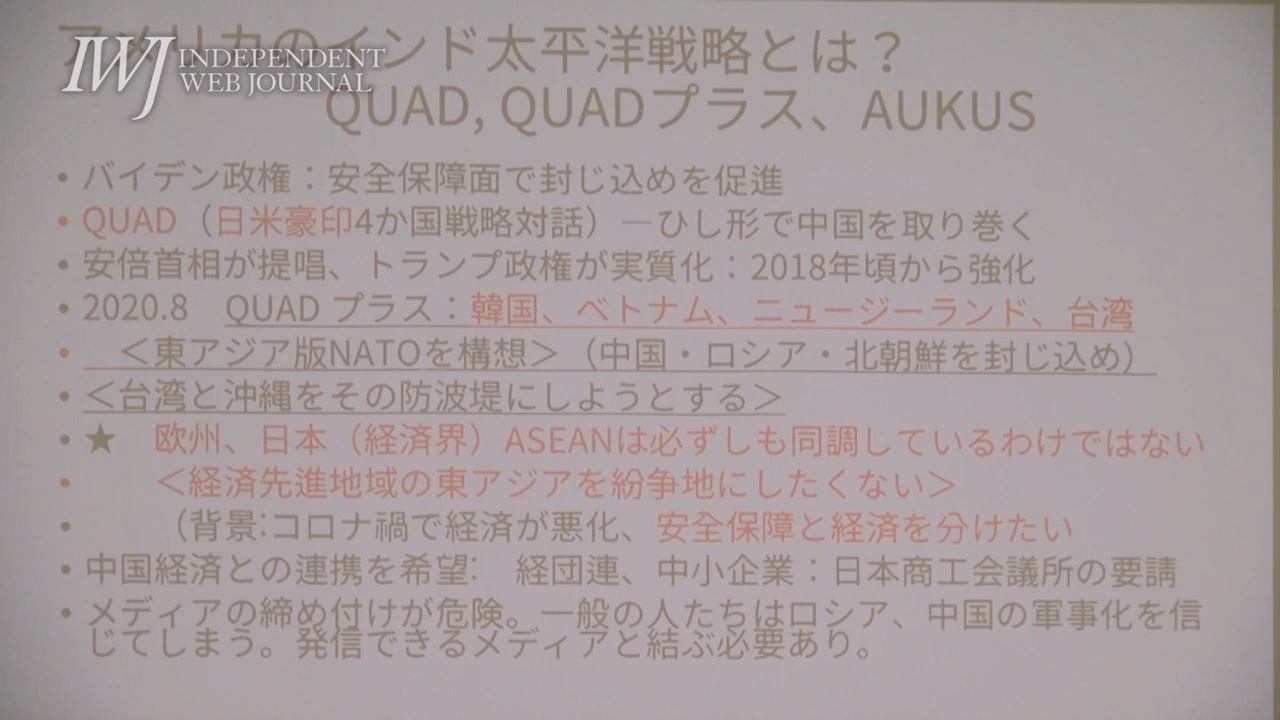 アメリカのインド太平洋戦略とは？
IWJ INDEPENDENT
WEB JOURNAL
QUAD, QUADプラス、AUKUS
• バイデン政権：安全保障面で封じ込めを促進
• QUAD（日米豪印4か国戦略対話）―ひし形で中国を取り巻く
• 安倍首相が提唱、トランプ政権が実質化：2018年頃から強化
• 2020.8　QUAD プラス：韓国、ベトナム、ニュージーランド、台湾
• 　＜東アジア版NATOを構想＞（中国・ロシア・北朝鮮を封じ込め）
• ＜台湾と沖縄をその防波堤にしようとする＞
• ★　欧州、日本（経済界）ASEANは必ずしも同調しているわけではない
• 　　＜経済先進地域の東アジアを紛争地にしたくない＞
• 　　（背景:コロナ禍で経済が悪化、安全保障と経済を分けたい
• 中国経済との連携を希望:　経団連、中小企業：日本商工会議所の要請
• メディアの締め付けが危険。一般の人たちはロシア、中国の軍事化を信
じてしまう。発信できるメディアと結ぶ必要あり。